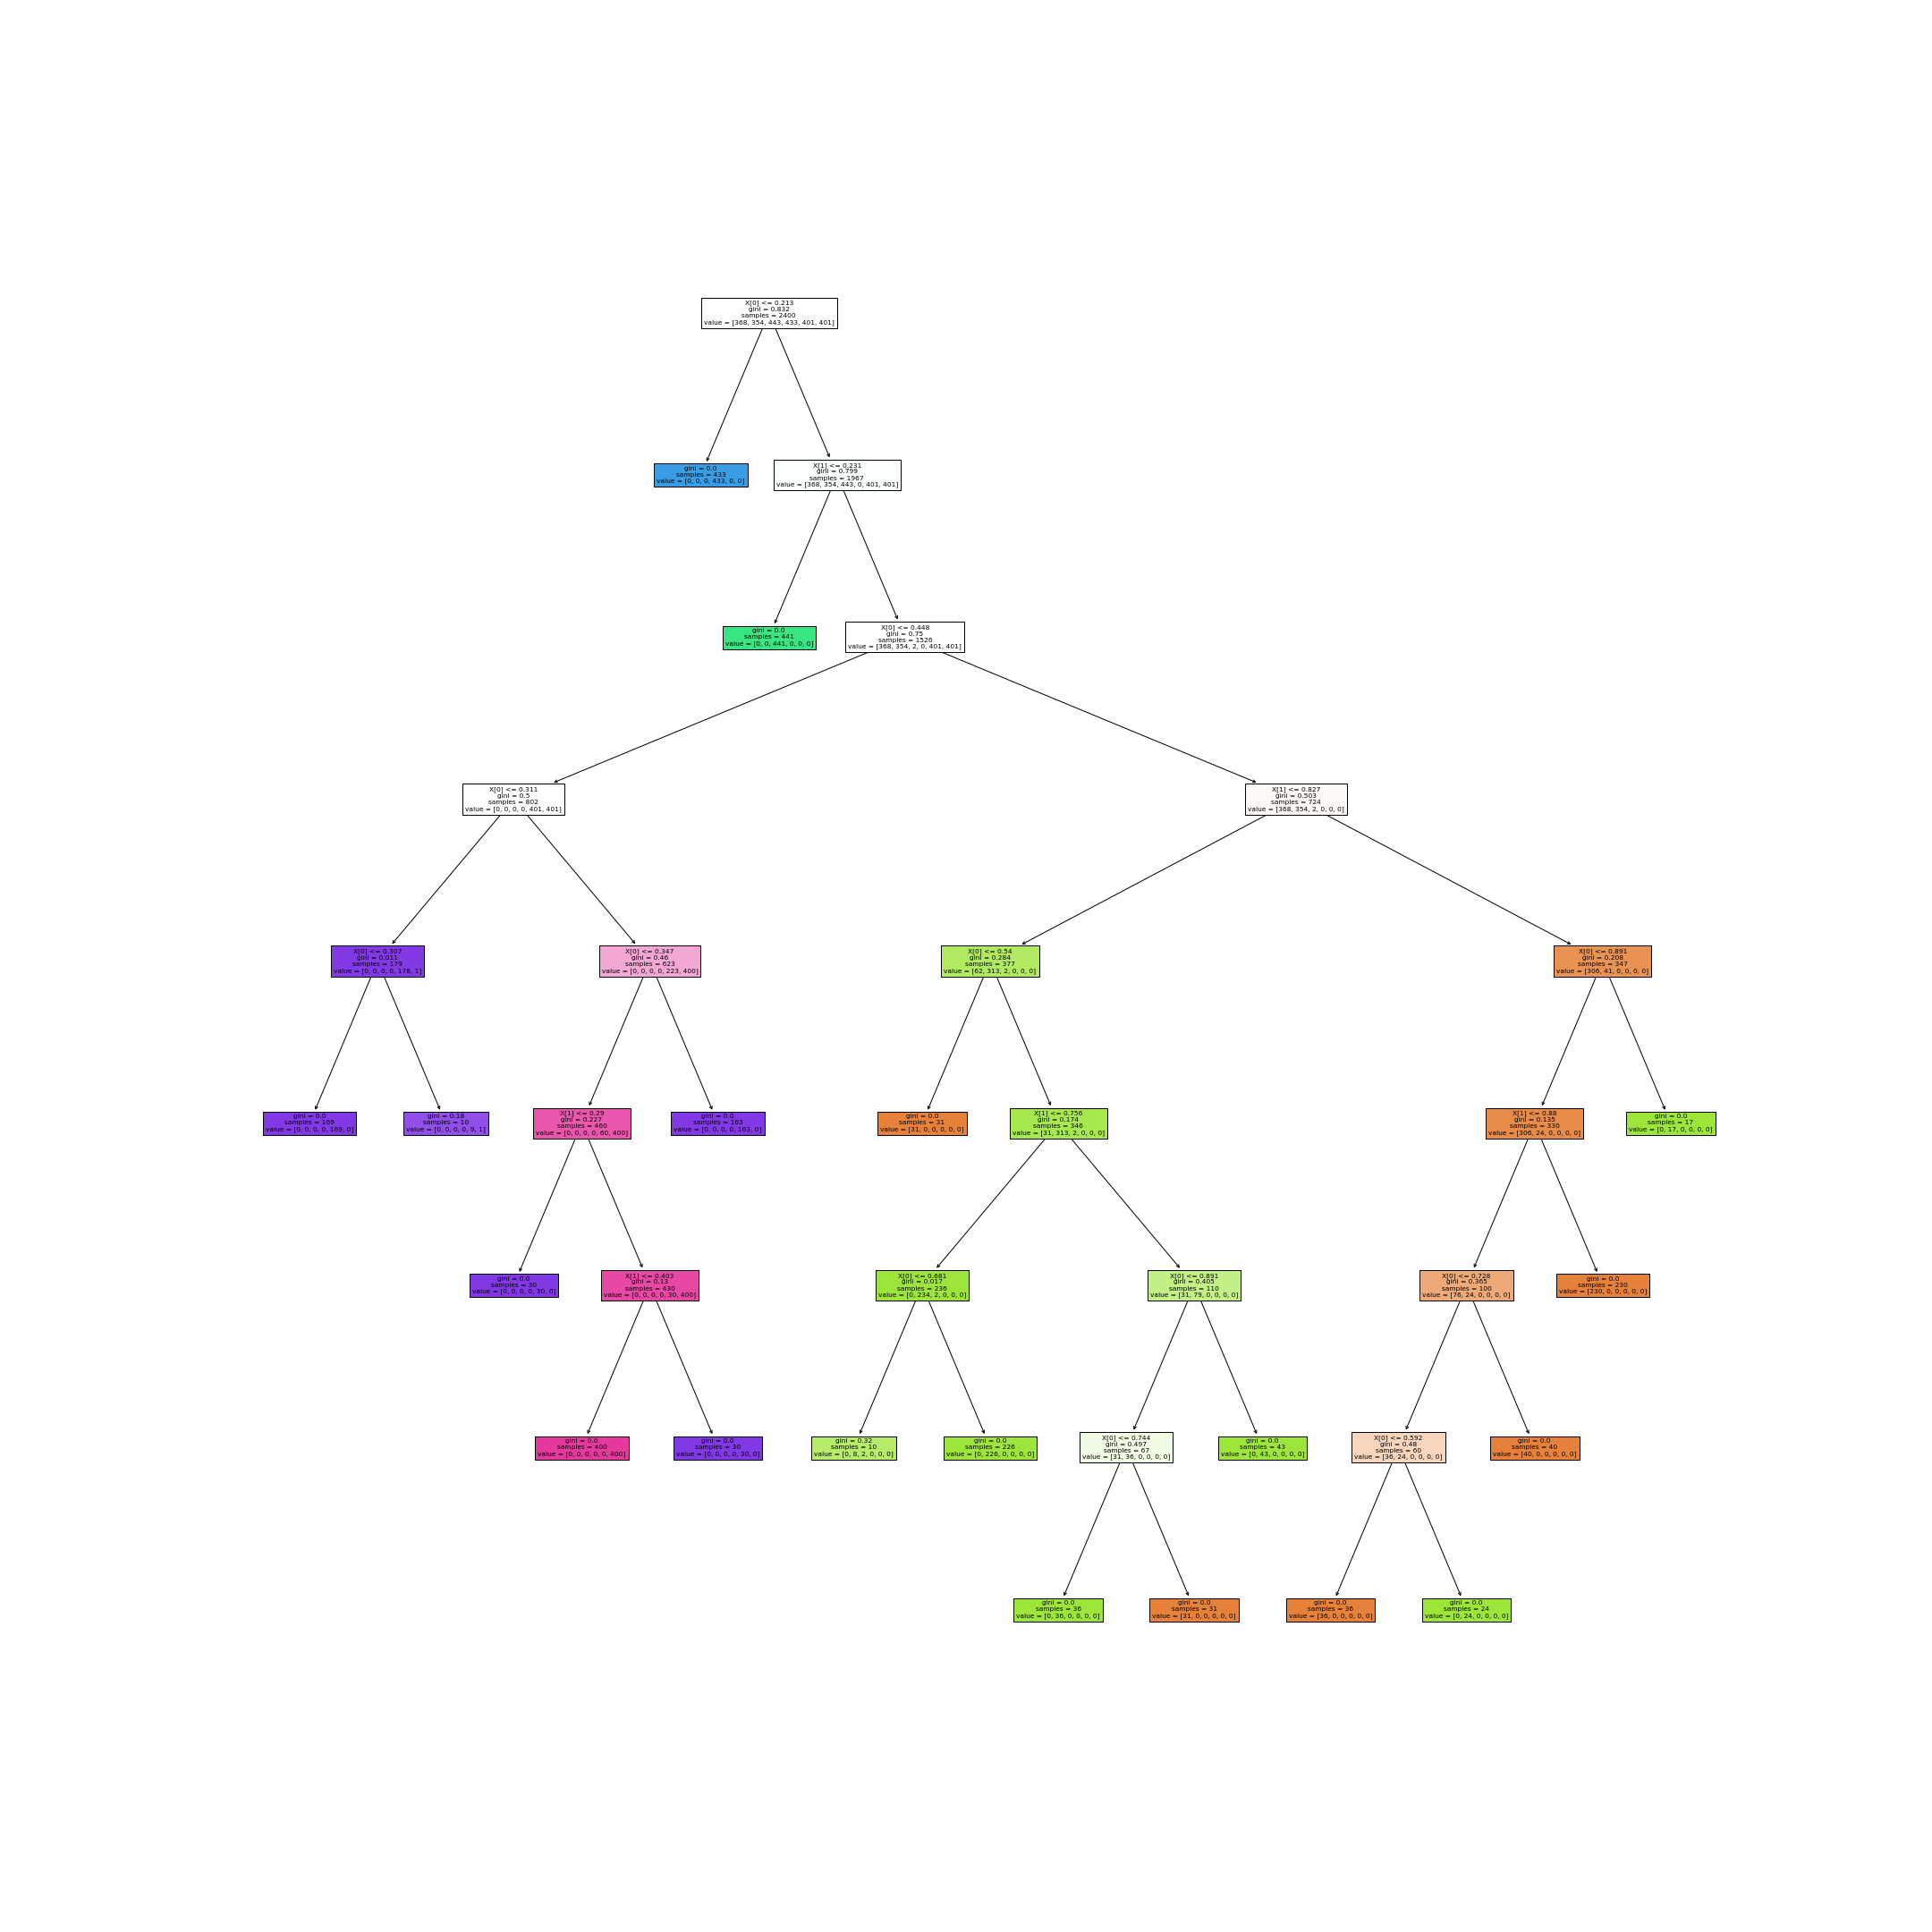 X[0] <= 0.213
gini = 0.832
samples = 2400
value = [368, 354, 443, 433, 401, 401]
gini = 0.0
samples = 433
value = [0, 0, 0, 433, 0, 0]
X[1] <= 0.231
gini = 0.799
samples = 1967
value = [368, 354, 443, 0, 401, 401]
gini = 0.0
samples = 441
value = [0, 0, 441, 0, 0, 0]
X[0] <= 0.448
gini = 0.75
samples = 1526
value = [368, 354, 2, 0, 401, 401]
X[0] <= 0.311
gini = 0.5
samples = 802
value = [0, 0, 0, 0, 401, 401]
X[1] <= 0.827
gini = 0.503
samples = 724
value = [368, 354, 2, 0, 0, 0]
X[0] <= 0.307
gini = 0.011
samples = 179
value = [0, 0, 0, 0, 178, 1]
X[0] <= 0.347
gini = 0.46
samples = 623
value = [0, 0, 0, 0, 223, 400]
X[0] <= 0.54
gini = 0.284
samples = 377
value = [62, 313, 2, 0, 0, 0]
X[0] <= 0.891
gini = 0.208
samples = 347
value = [306, 41, 0, 0, 0, 0]
gini = 0.0
samples = 169
value = [0, 0, 0, 0, 169, 0]
gini = 0.18
samples = 10
value = [0, 0, 0, 0, 9, 1]
X[1] <= 0.29
gini = 0.227
samples = 460
value = [0, 0, 0, 0, 60, 400]
gini = 0.0
samples = 163
value = [0, 0, 0, 0, 163, 0]
gini = 0.0
samples = 31
value = [31, 0, 0, 0, 0, 0]
X[1] <= 0.756
gini = 0.174
samples = 346
value = [31, 313, 2, 0, 0, 0]
X[1] <= 0.88
gini = 0.135
samples = 330
value = [306, 24, 0, 0, 0, 0]
gini = 0.0
samples = 17
value = [0, 17, 0, 0, 0, 0]
gini = 0.0
samples = 30
value = [0, 0, 0, 0, 30, 0]
X[1] <= 0.403
gini = 0.13
samples = 430
value = [0, 0, 0, 0, 30, 400]
X[0] <= 0.681
gini = 0.017
samples = 236
value = [0, 234, 2, 0, 0, 0]
X[0] <= 0.891
gini = 0.405
samples = 110
value = [31, 79, 0, 0, 0, 0]
X[0] <= 0.728
gini = 0.365
samples = 100
value = [76, 24, 0, 0, 0, 0]
gini = 0.0
samples = 230
value = [230, 0, 0, 0, 0, 0]
gini = 0.0
samples = 400
value = [0, 0, 0, 0, 0, 400]
gini = 0.0
samples = 30
value = [0, 0, 0, 0, 30, 0]
gini = 0.32
samples = 10
value = [0, 8, 2, 0, 0, 0]
gini = 0.0
samples = 226
value = [0, 226, 0, 0, 0, 0]
X[0] <= 0.744
gini = 0.497
samples = 67
value = [31, 36, 0, 0, 0, 0]
gini = 0.0
samples = 43
value = [0, 43, 0, 0, 0, 0]
X[0] <= 0.592
gini = 0.48
samples = 60
value = [36, 24, 0, 0, 0, 0]
gini = 0.0
samples = 40
value = [40, 0, 0, 0, 0, 0]
gini = 0.0
samples = 36
value = [0, 36, 0, 0, 0, 0]
gini = 0.0
samples = 31
value = [31, 0, 0, 0, 0, 0]
gini = 0.0
samples = 36
value = [36, 0, 0, 0, 0, 0]
gini = 0.0
samples = 24
value = [0, 24, 0, 0, 0, 0]